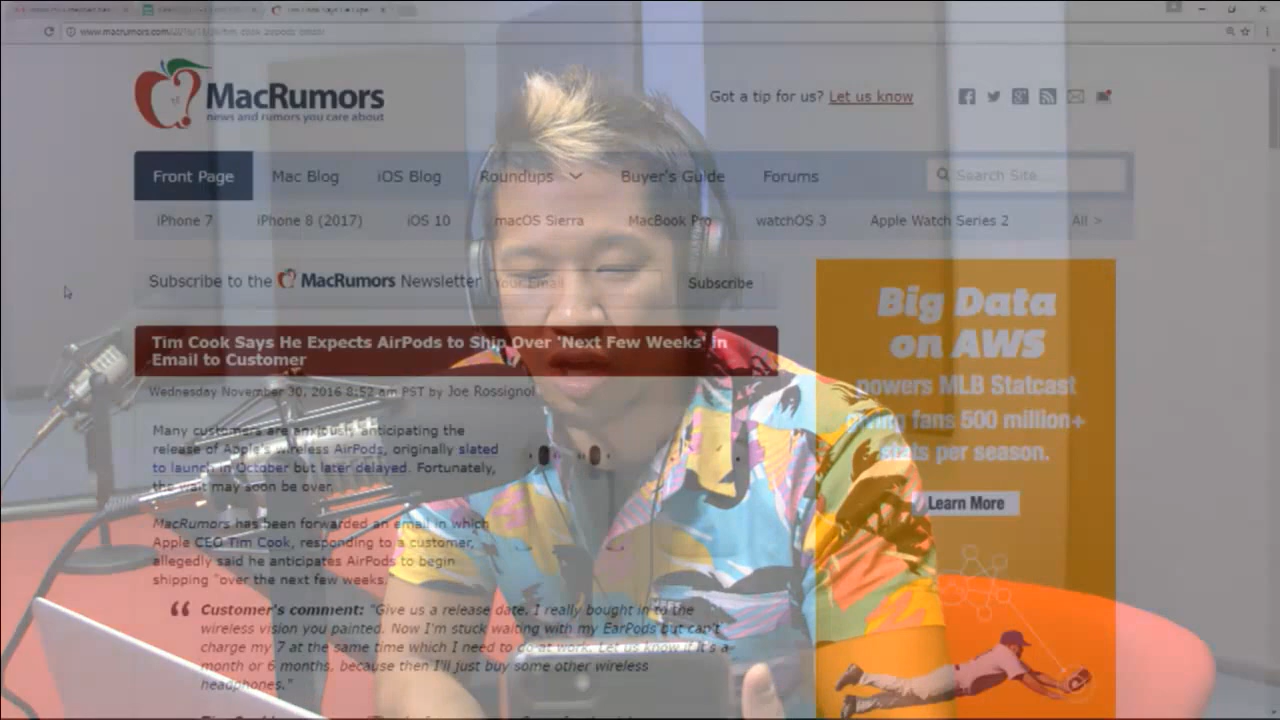 MacRumors
news and rumors you care about
Got a tip for us? Let us know
Front Page Mac Blog iOS Blog Roundups Buyer's Guide Forums Search Site...
iPhone 7 iPhone 8 (2017) iOS 10 macOS Sierra MacBook Pro watchOS 3 Apple Watch Series 2 All >
Subscribe to the MacRumors Newsletter Your Email Subscribe
Tim Cook Says He Expects AirPods to Ship Over 'Next Few Weeks' in
Email to Customer
Wednesday November 30, 2016 8:52 am PST by Joe Rossignol
Many customers are anxiously anticipating the
release of Apple's wireless AirPods, originally slated
to launch in October but later delayed. Fortunately,
the wait may soon be over.
MacRumors has been forwarded an email in which
Apple CEO Tim Cook, responding to a customer,
allegedly said he anticipates AirPods to begin
shipping "over the next few weeks."
Customer's comment: "Give us a release date. I really bought in to the
wireless vision you painted. Now I'm stuck waiting with my EarPods but can't
charge my 7 at the same time which I need to do at work. Let us know if it's a
month or 6 months, because then I'll just buy some other wireless
headphones."
Big Data
on AWS
powers MLB Statcast
giving fans 500 million+
stats per season.
Learn More